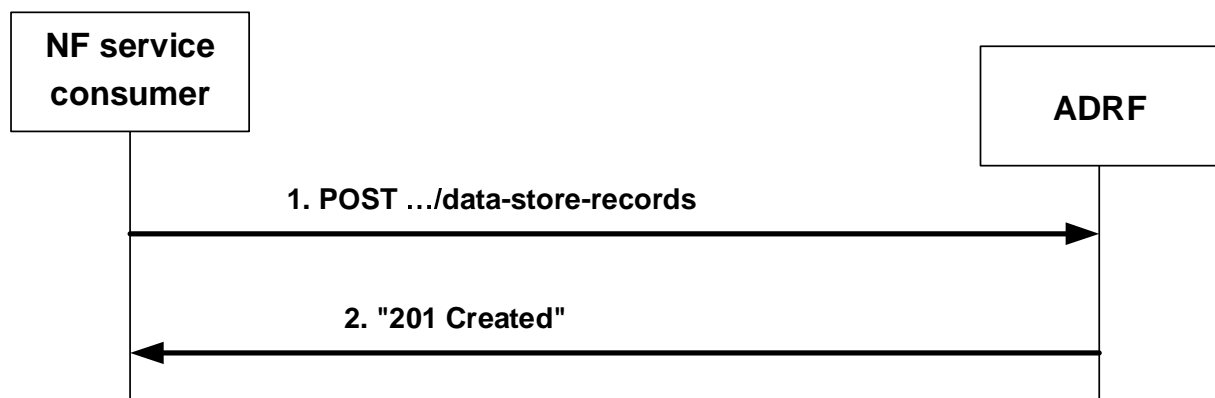 NF service
consumer
ADRF
1. POST …/data-store-records
2. "201 Created"